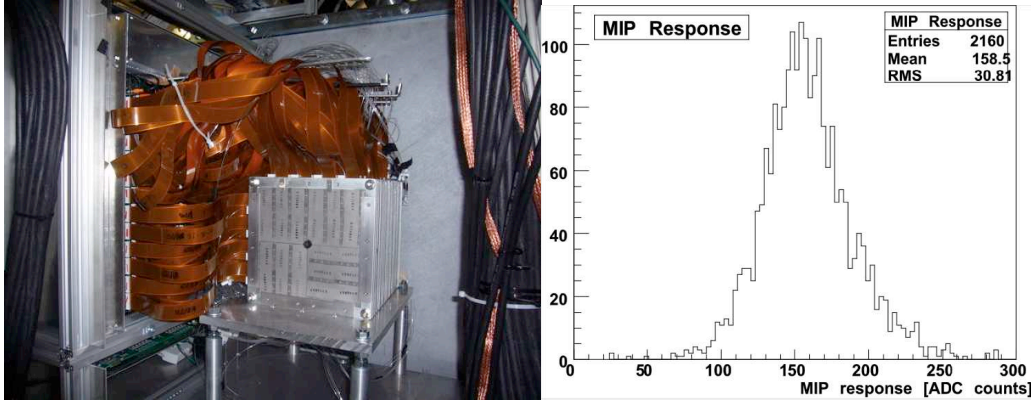 MIP Response
MIP Response
Entries 2160
Mean 158.5
RMS 30.81
100
80
60
40
20
0
0 50 100 150 200 250 300
MIP response [ADC counts]